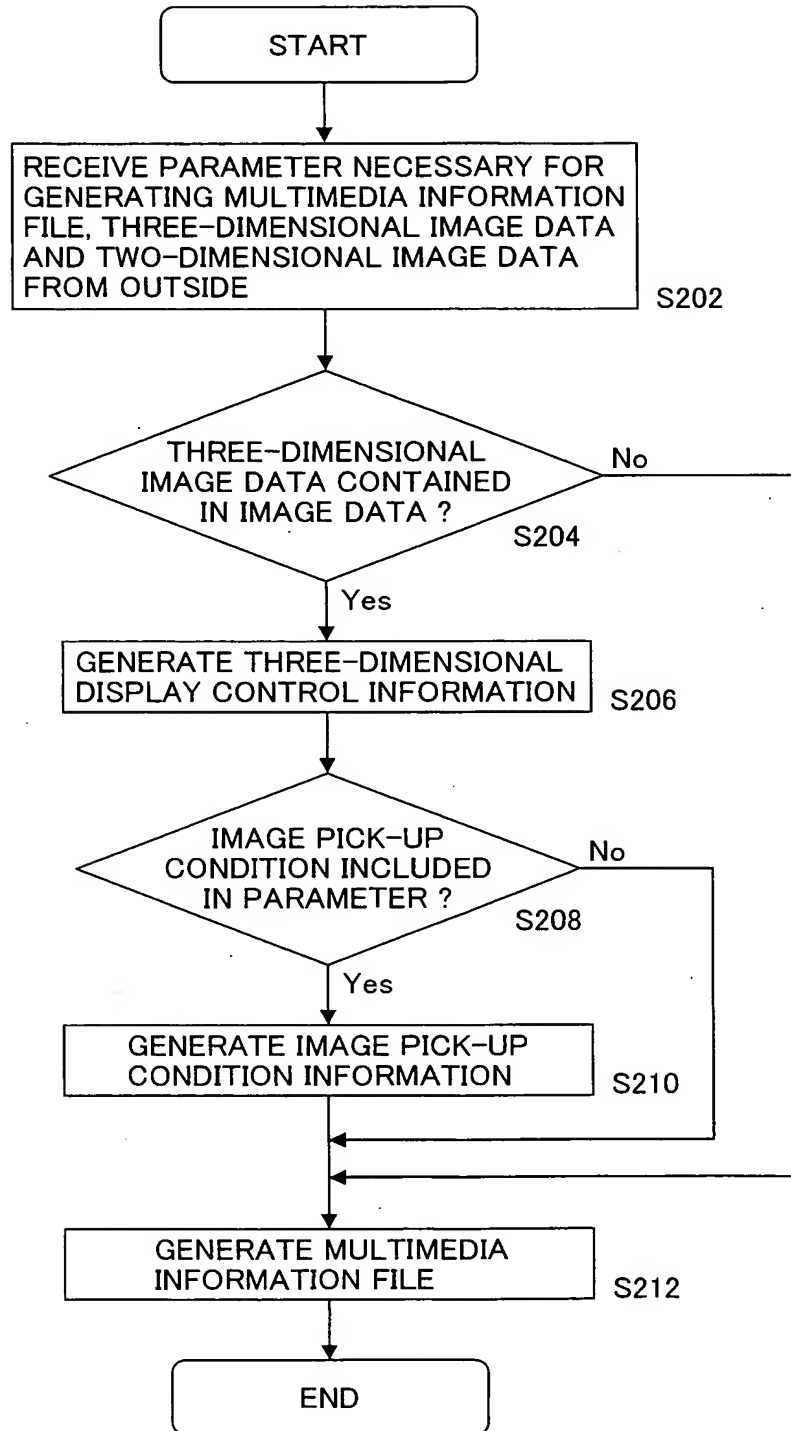 START
RECEIVE PARAMETER NECESSARY FOR
GENERATING MULTIMEDIA INFORMATION
FILE, THREE-DIMENSIONAL IMAGE DATA
AND TWO-DIMENSIONAL IMAGE DATA
FROM OUTSIDE
S202
THREE-DIMENSIONAL
IMAGE DATA CONTAINED
IN IMAGE DATA ?
No
S204
Yes
GENERATE THREE-DIMENSIONAL
DISPLAY CONTROL INFORMATION
S206
IMAGE PICK-UP
CONDITION INCLUDED
IN PARAMETER ?
No
S208
Yes
GENERATE IMAGE PICK-UP
CONDITION INFORMATION
S210
GENERATE MULTIMEDIA
INFORMATION FILE
S212
END